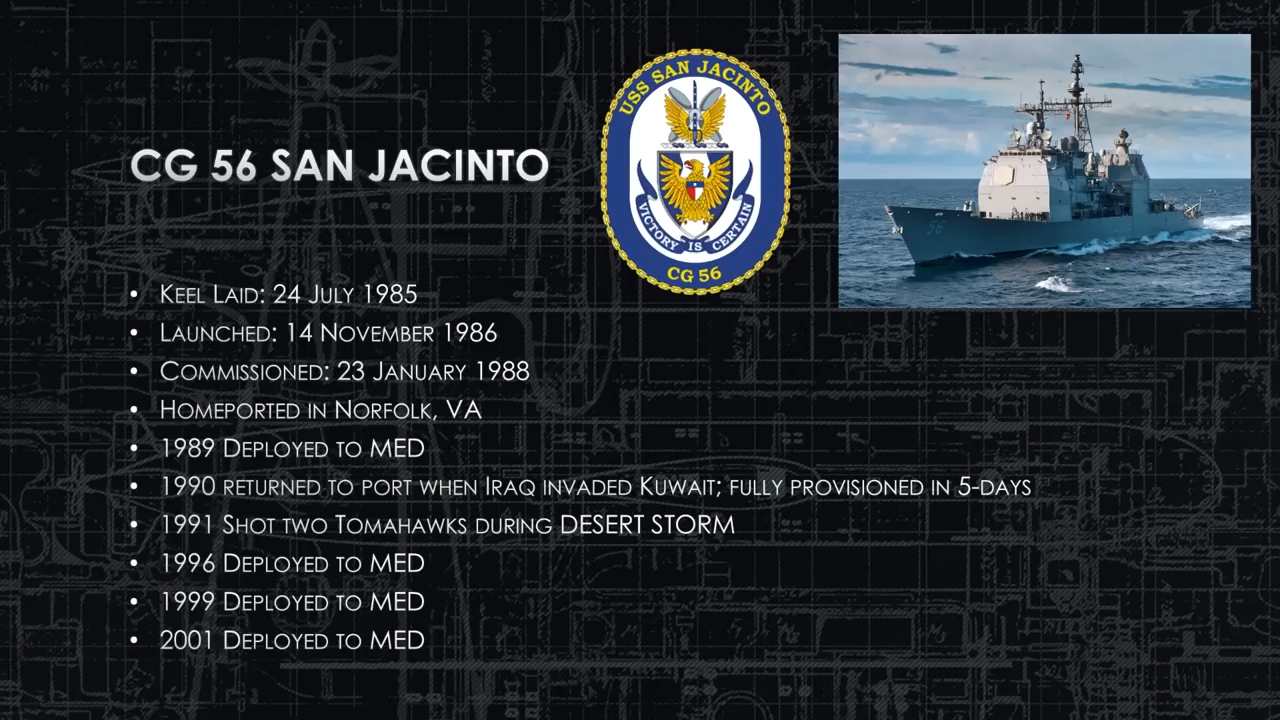 USS SAN JACINTO
CG 56 SAN JACINTO
VICTORY IS CERTAIN
CG 56
56
• KEEL LAID: 24 JULY 1985
• LAUNCHED: 14 NOVEMBER 1986
• COMMISSIONED: 23 JANUARY 1988
• HOMEPORTED IN NORFOLK, VA
• 1989 DEPLOYED TO MED
• 1990 RETURNED TO PORT WHEN IRAQ INVADED KUWAIT; FULLY PROVISIONED IN 5-DAYS
• 1991 SHOT TWO TOMAHAWKS DURING DESERT STORM
• 1996 DEPLOYED TO MED
• 1999 DEPLOYED TO MED
• 2001 DEPLOYED TO MED